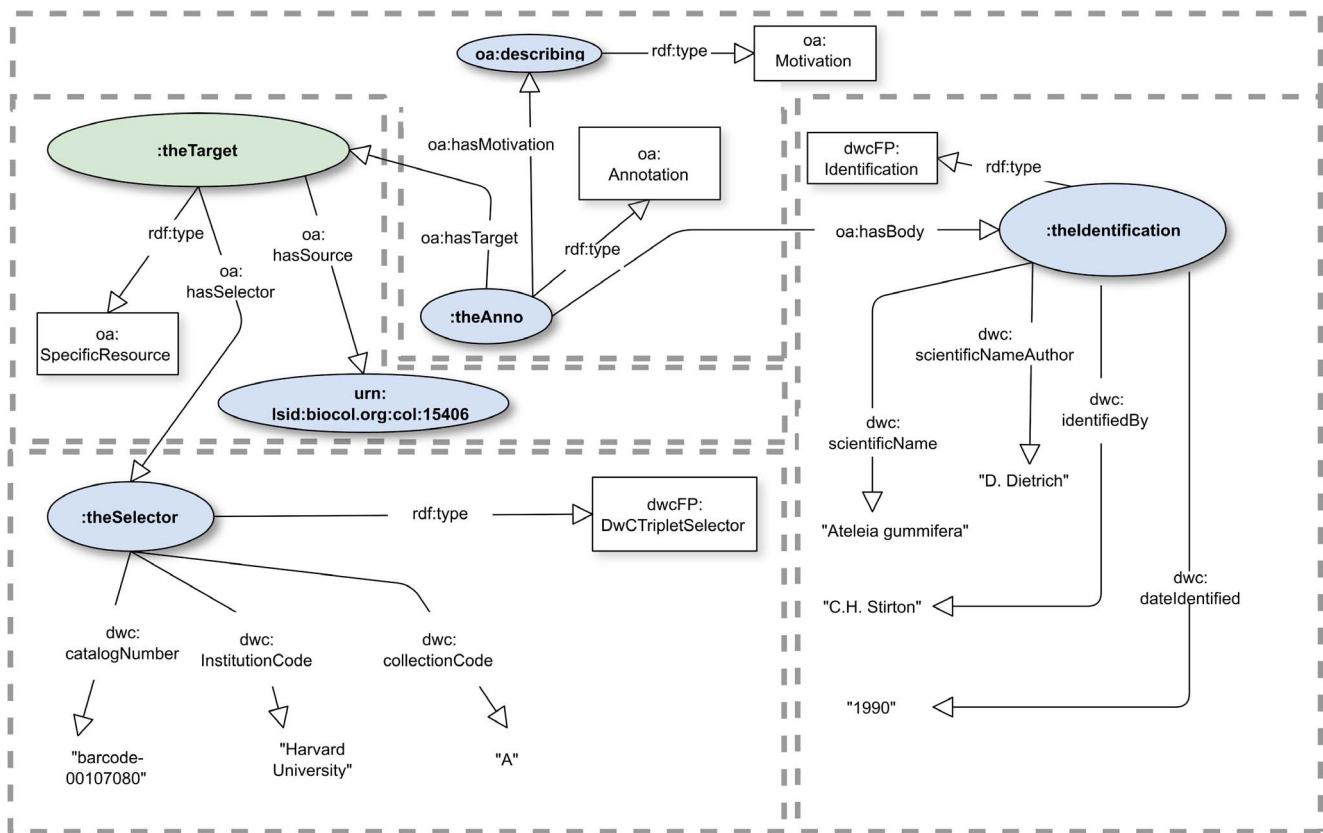 oa:describing
rdf:type
oa:
Motivation
:theTarget
oa:hasMotivation
oa:
Annotation
dwcFP:
Identification
rdf:type
rdf:type
oa:
hasSource
oa:hasTarget
rdf:type
oa:hasBody
:theIdentification
oa:
hasSelector
oa:
SpecificResource
:theAnno
dwc:
scientificNameAuthor
urn:
lsid:biocol.org:col:15406
dwc:
identifiedBy
dwc:
scientificName
"D. Dietrich"
:theSelector
rdf:type
dwcFP:
DwCTripletSelector
"Ateleia gummifera"
dwc:
dateIdentified
"C.H. Stirton"
dwc:
catalogNumber
dwc:
InstitutionCode
dwc:
collectionCode
"1990"
"barcode-
00107080"
"Harvard
University"
"A"